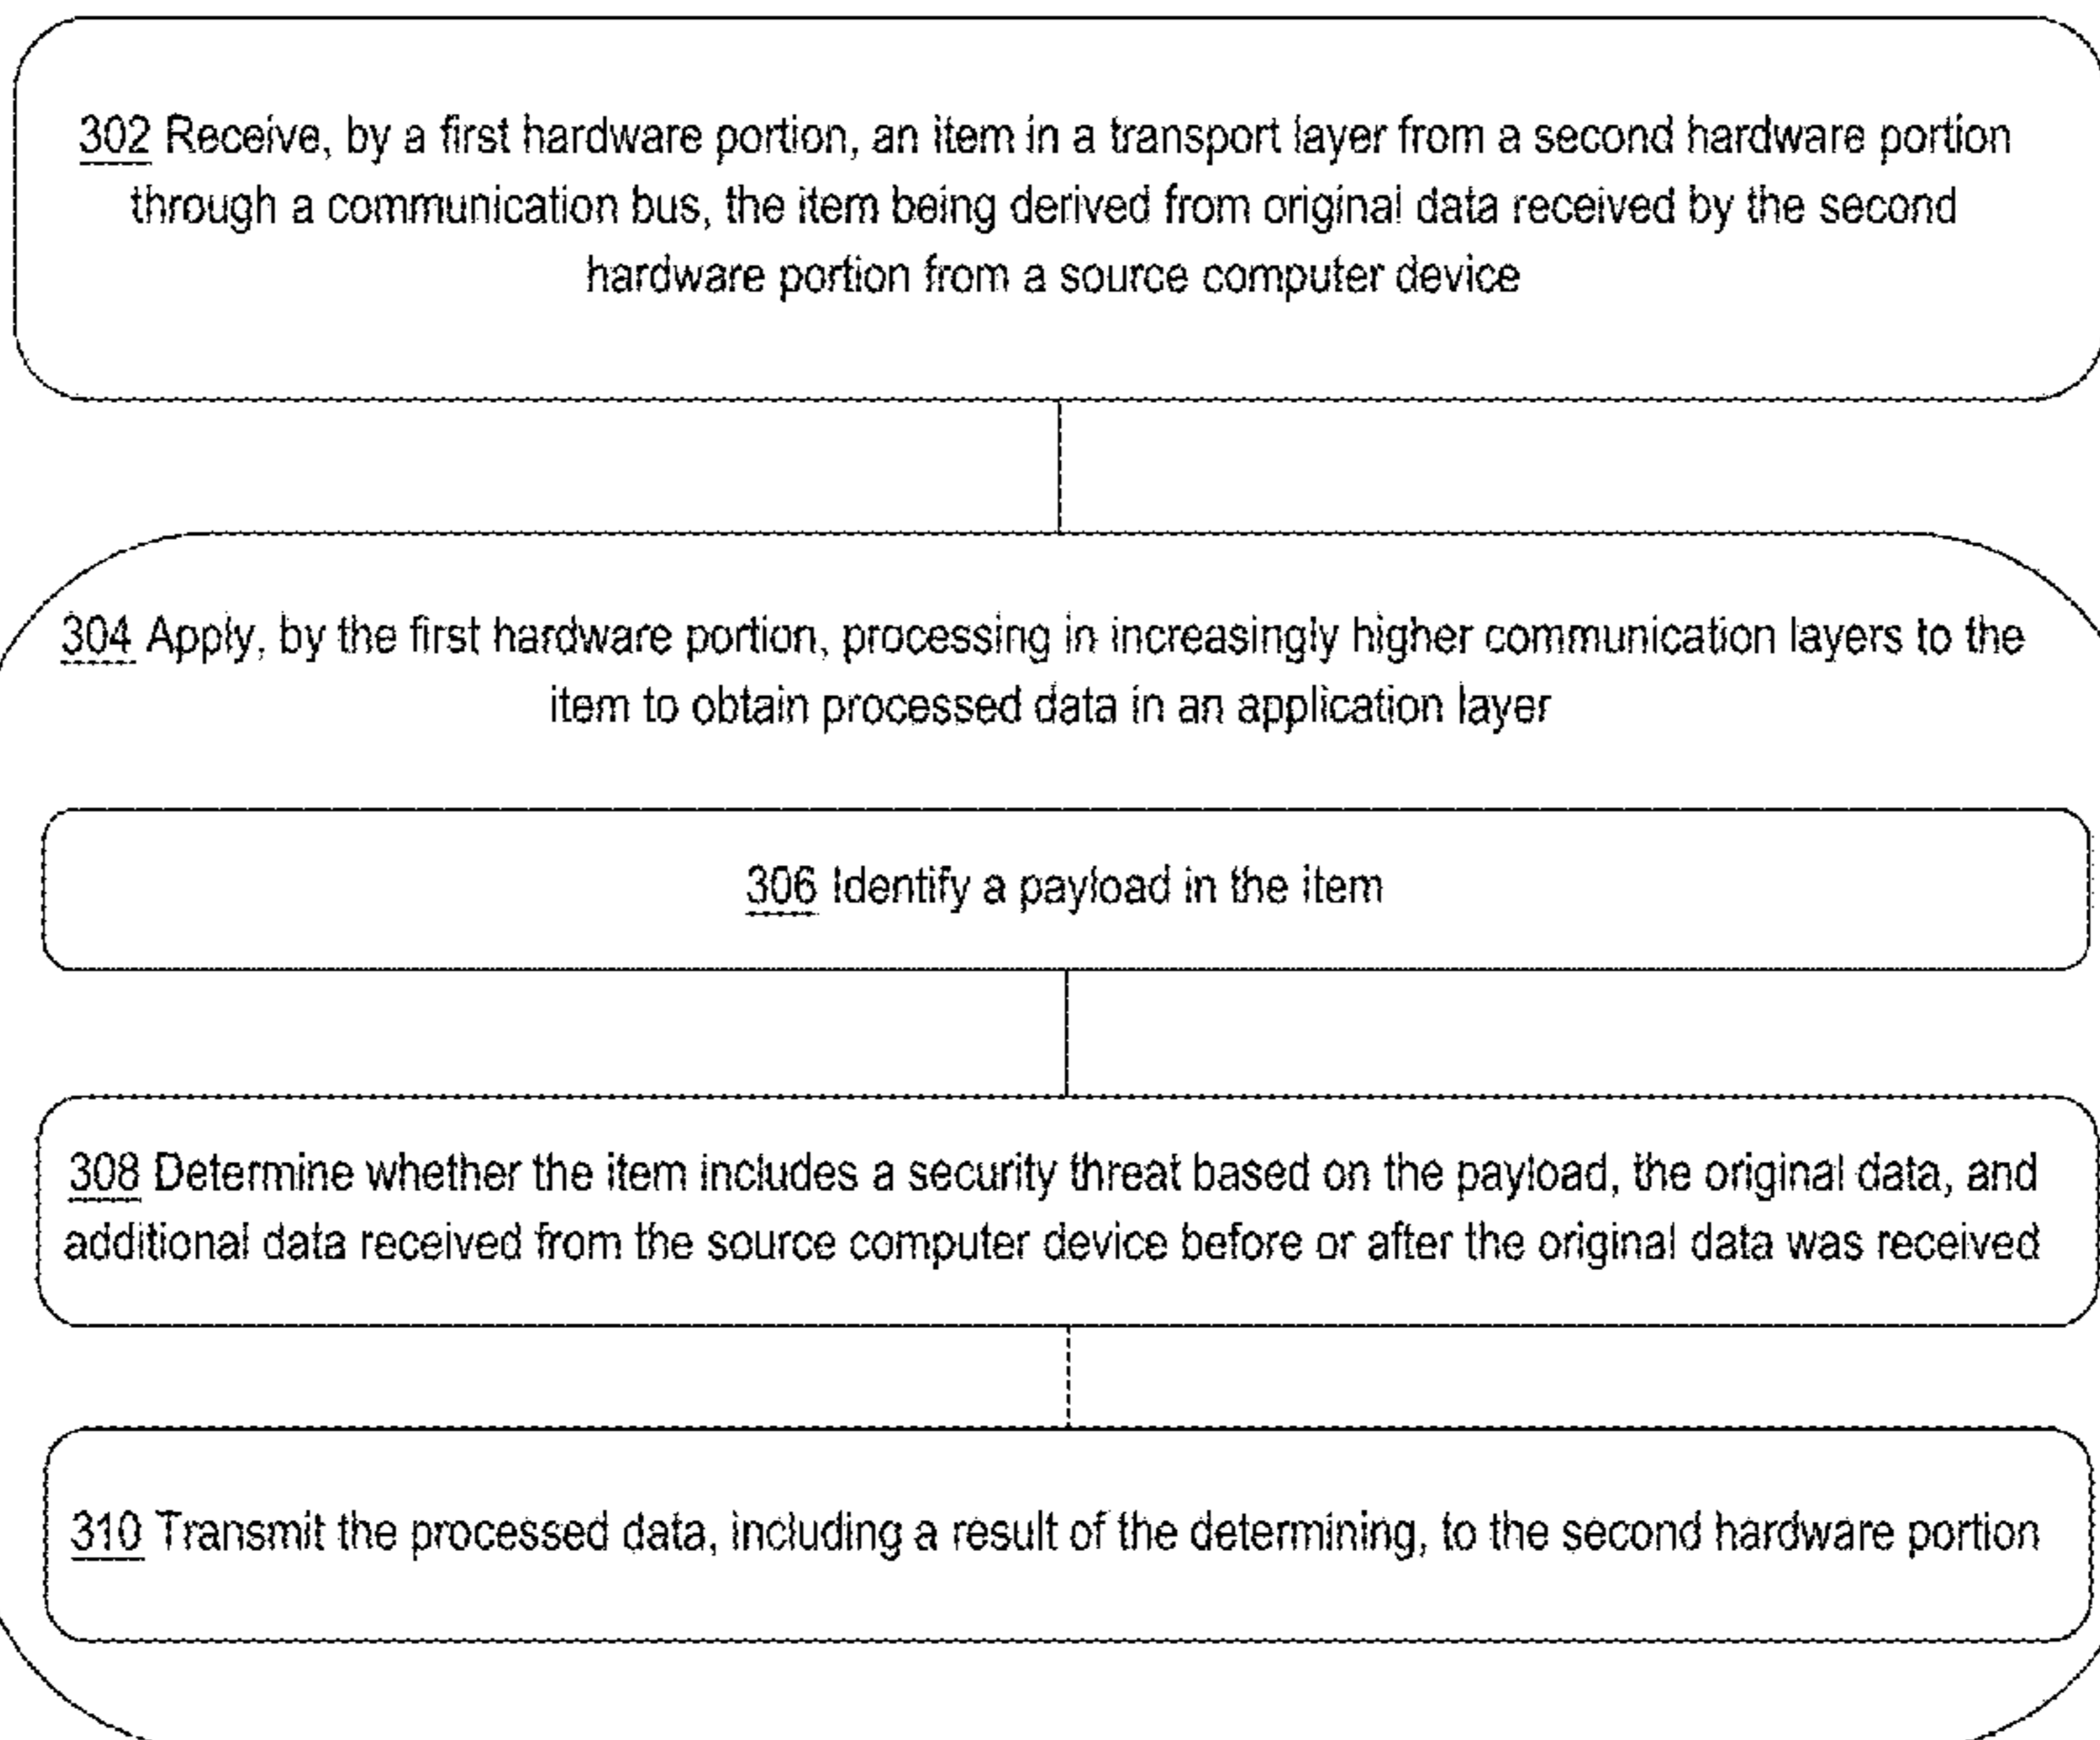 302 Receive, by a first hardware portion, an item in a transport layer from a second hardware portion
through a communication bus, the item being derived from original data received by the second
hardware portion from a source computer device
304 Apply, by the first hardware portion, processing in increasingly higher communication layers to the
item to obtain processed data in an application layer
306 Identify a payload in the item
308 Determine whether the item includes a security threat based on the payload, the original data, and
additional data received from the source computer device before or after the original data was received
310 Transmit the processed data, including a result of the determining, to the second hardware portion